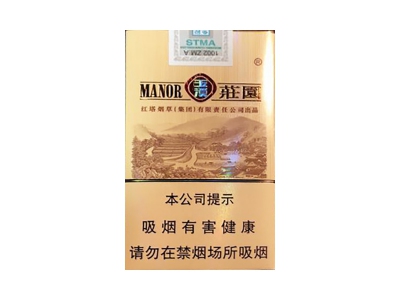 STMA
1002 ZM A
MANOR 莊園
®
红塔烟草(集团)有限责任公司出品
本公司提示
吸烟有害健康
请勿在禁烟场所吸烟